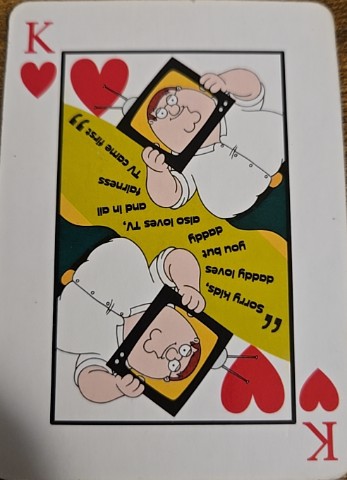 K
"Sorry kids,
daddy loves
you but
daddy
also loves TV,
and in all
fairness
TV came first"
K